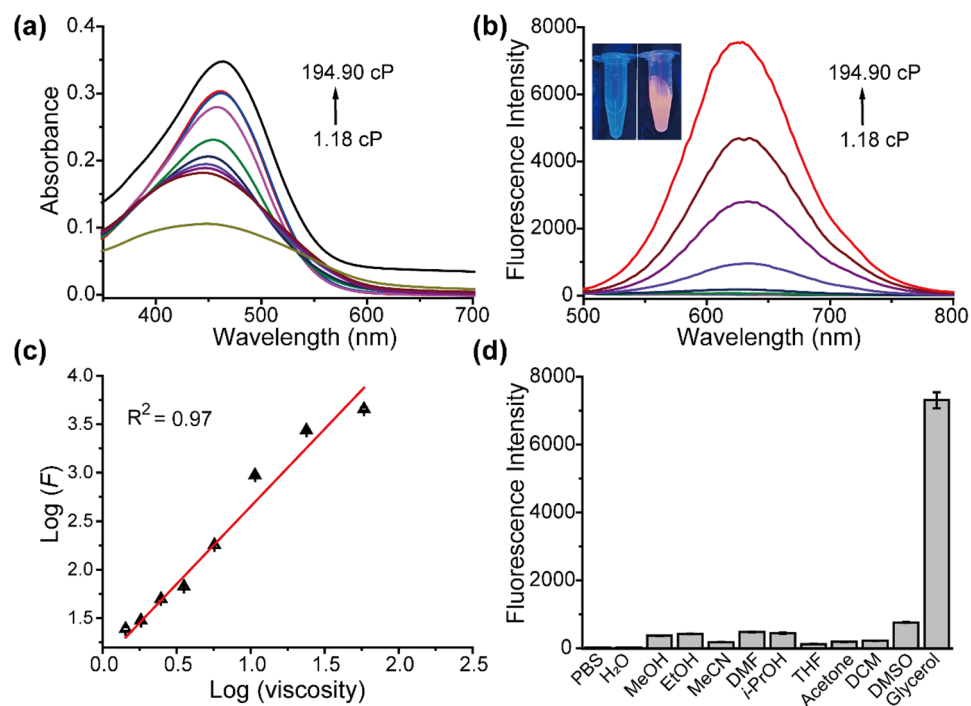 (a)
0.4
0.3
0.2
0.1
0.0
Absorbance
194.90 cP
1.18 cP
400
500
600
700
Wavelength (nm)
(b)
8000
6000
4000
2000
0
Fluorescence Intensity
194.90 cP
1.18 cP
500
600
700
800
Wavelength (nm)
(c)
4.0
3.5
3.0
2.5
2.0
1.5
Log (F)
R² = 0.97
0.0
0.5
1.0
1.5
2.0
2.5
Log (viscosity)
(d)
8000
6000
4000
2000
0
Fluorescence Intensity
PBS
H₂O
MeOH
EtOH
MeCN
DMF
i-PrOH
THF
Acetone
DCM
DMSO
Glycerol